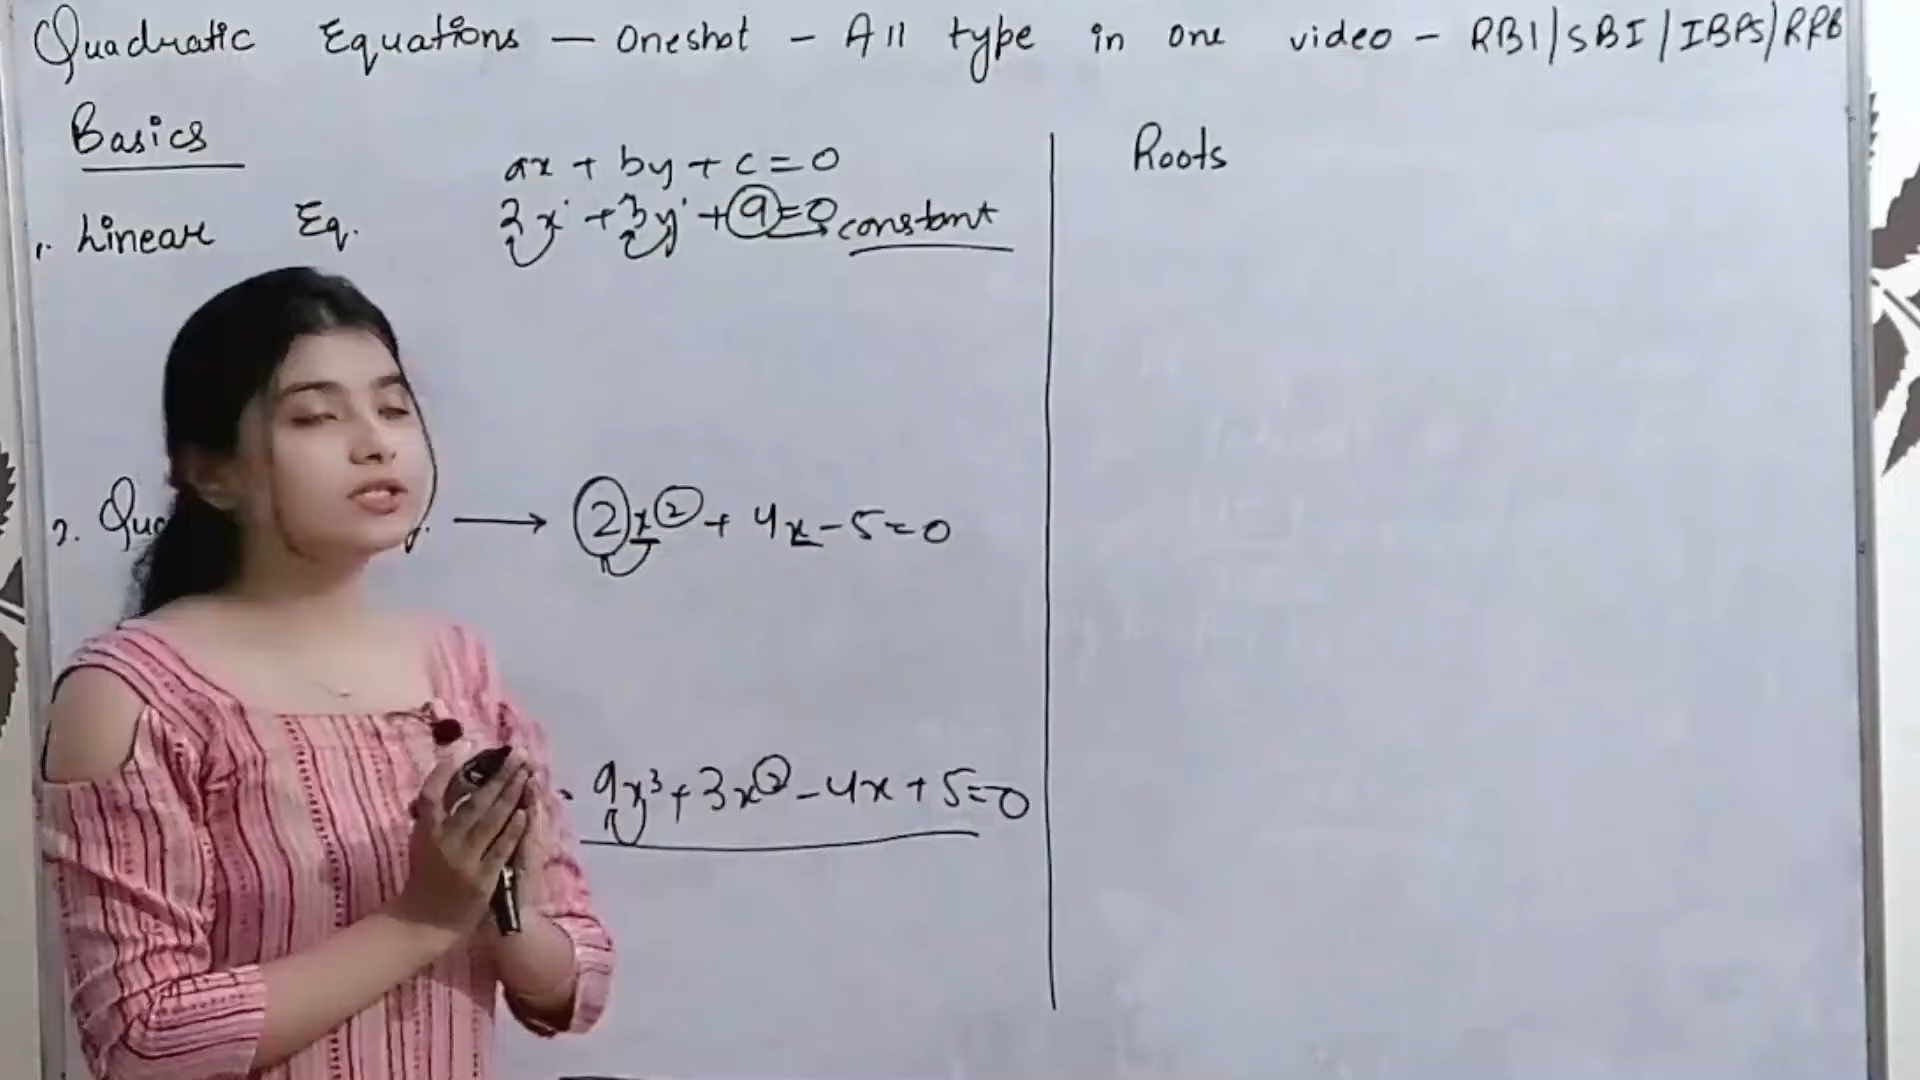 Quadratic Equations — Oneshot - All type in one video - RBI/SBI/IBPS/RRB
Basics
ax + by + c = 0
1. Linear Eq. 2x + 3y + 9 = 0 constant
2. Qua → 2x² + 4x - 5 = 0
9x³ + 3x² - 4x + 5 = 0
Roots